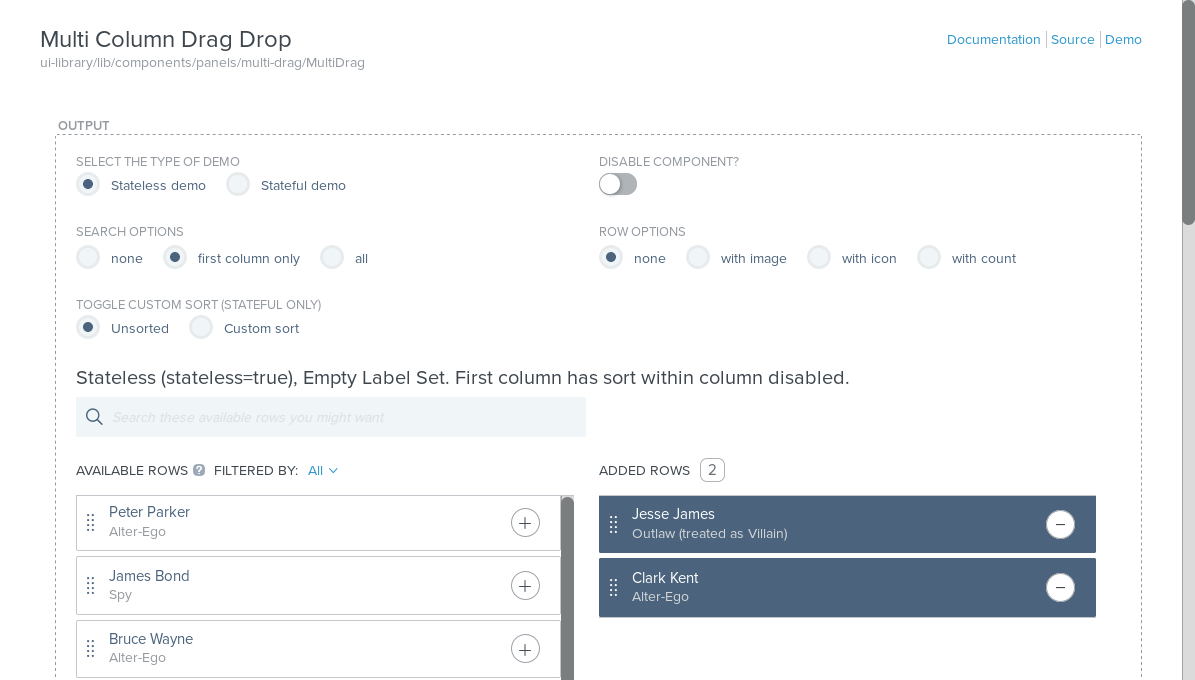 Multi Column Drag Drop
Documentation Source Demo
ui-library/lib/components/panels/multi-drag/MultiDrag
OUTPUT
SELECT THE TYPE OF DEMO
Stateless demo Stateful demo
DISABLE COMPONENT?
SEARCH OPTIONS
none first column only all
ROW OPTIONS
none with image with icon with count
TOGGLE CUSTOM SORT (STATEFUL ONLY)
Unsorted Custom sort
Stateless (stateless=true), Empty Label Set. First column has sort within column disabled.
Search these available rows you might want
AVAILABLE ROWS ? FILTERED BY: All
Peter Parker
Alter-Ego
James Bond
Spy
Bruce Wayne
Alter-Ego
ADDED ROWS 2
Jesse James
Outlaw (treated as Villain)
Clark Kent
Alter-Ego